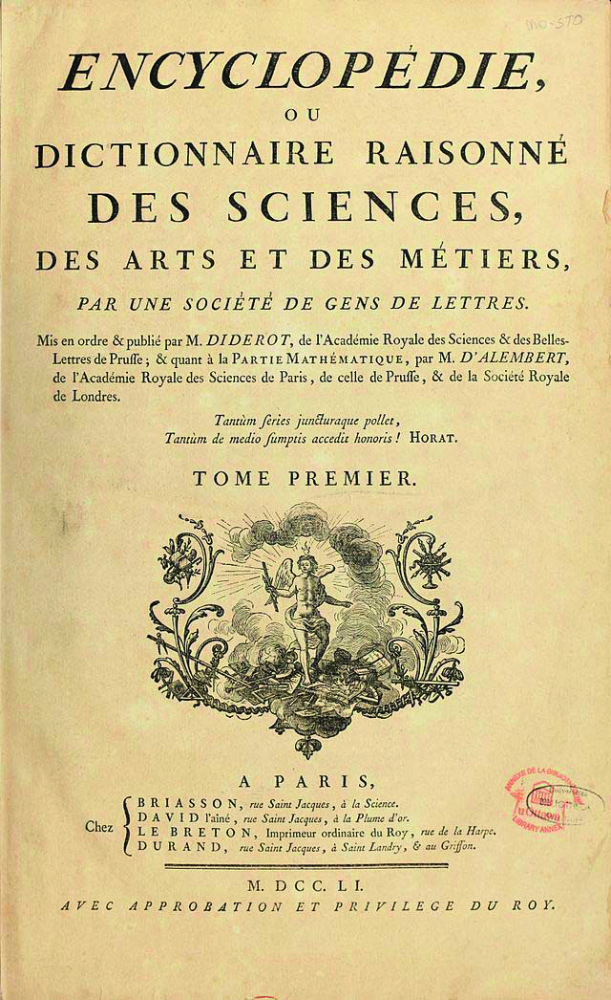 MO-STO
ENCYCLOPÉDIE,
OU
DICTIONNAIRE RAISONNÉ
DES SCIENCES,
DES ARTS ET DES MÉTIERS,
PAR UNE SOCIÉTÉ DE GENS DE LETTRES.
Mis en ordre & publié par M. DIDEROT, de l'Académie Royale des Sciences & des Belles-
Lettres de Pruſſe ; & quant à la PARTIE MATHÉMATIQUE, par M. D'ALEMBERT,
de l'Académie Royale des Sciences de Paris, de celle de Pruſſe, & de la Société Royale
de Londres.
Tantùm ſeries juncturaque pollet,
Tantùm de medio ſumptis accedit honoris ! HORAT.
TOME PREMIER.
A PARIS,
Chez
BRIASSON, rue Saint Jacques, à la Science.
DAVID l'aîné, rue Saint Jacques, à la Plume d'or.
LE BRETON, Imprimeur ordinaire du Roy, rue de la Harpe.
DURAND, rue Saint Jacques, à Saint Landry, & au Griffon.
M. DCC. LI.
AVEC APPROBATION ET PRIVILEGE DU ROY.
ANNEXE DE LA BIBLIOTHÈQUE
uOttawa
LIBRARY ANNEX